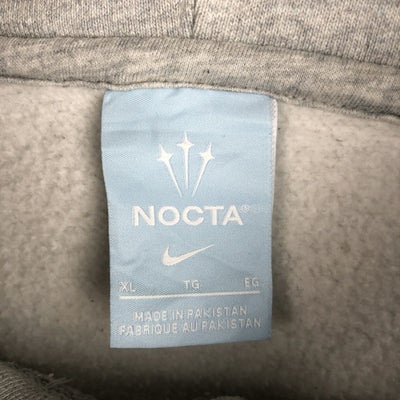 NOCTA®
XL TG EG
MADE IN PAKISTAN
FABRIQUE AU PAKISTAN